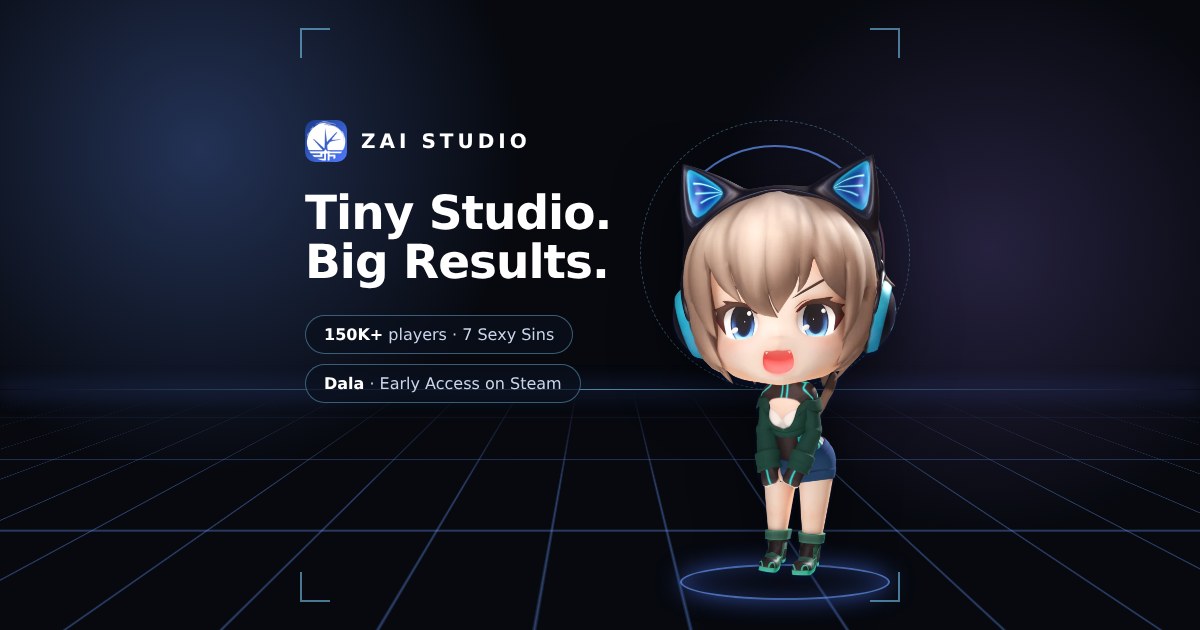 ZAI STUDIO
Tiny Studio.
Big Results.
150K+ players · 7 Sexy Sins
Dala · Early Access on Steam